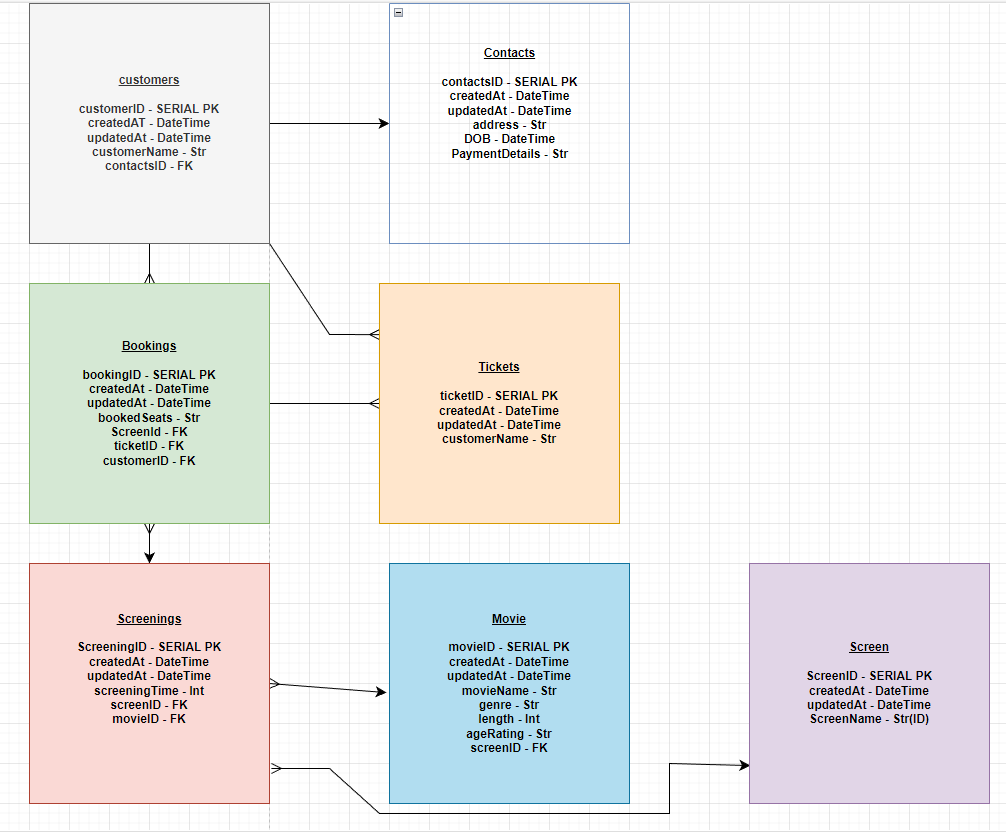 customers
customerID - SERIAL PK
createdAT - DateTime
updatedAt - DateTime
customerName - Str
contactsID - FK
Contacts
contactsID - SERIAL PK
createdAt - DateTime
updatedAt - DateTime
address - Str
DOB - DateTime
PaymentDetails - Str
Bookings
bookingID - SERIAL PK
createdAt - DateTime
updatedAt - DateTime
bookedSeats - Str
ScreenId - FK
ticketID - FK
customerID - FK
Tickets
ticketID - SERIAL PK
createdAt - DateTime
updatedAt - DateTime
customerName - Str
Screenings
ScreeningID - SERIAL PK
createdAt - DateTime
updatedAt - DateTime
screeningTime - Int
screenID - FK
movieID - FK
Movie
movieID - SERIAL PK
createdAt - DateTime
updatedAt - DateTime
movieName - Str
genre - Str
length - Int
ageRating - Str
screenID - FK
Screen
ScreenID - SERIAL PK
createdAt - DateTime
updatedAt - DateTime
ScreenName - Str(ID)